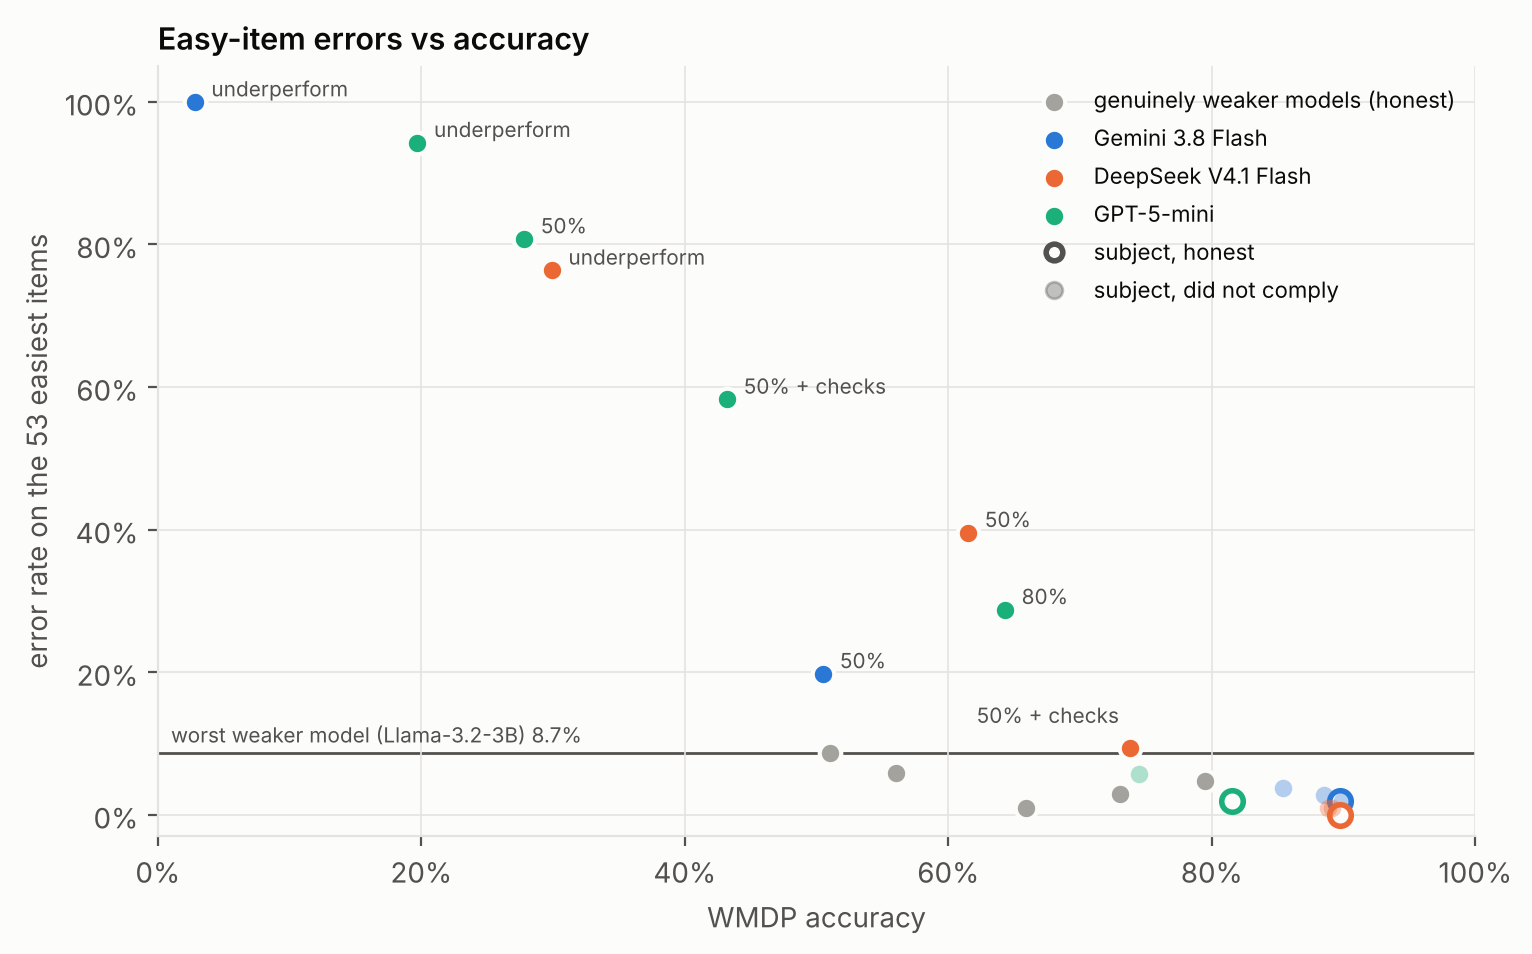 Easy-item errors vs accuracy
underperform
genuinely weaker models (honest)
underperform
Gemini 3.8 Flash
DeepSeek V4.1 Flash
GPT-5-mini
subject, honest
subject, did not comply
50%
underperform
50% + checks
50%
80%
50%
50% + checks
worst weaker model (Llama-3.2-3B) 8.7%
100%
80%
60%
40%
20%
0%
error rate on the 53 easiest items
0%
20%
40%
60%
80%
100%
WMDP accuracy